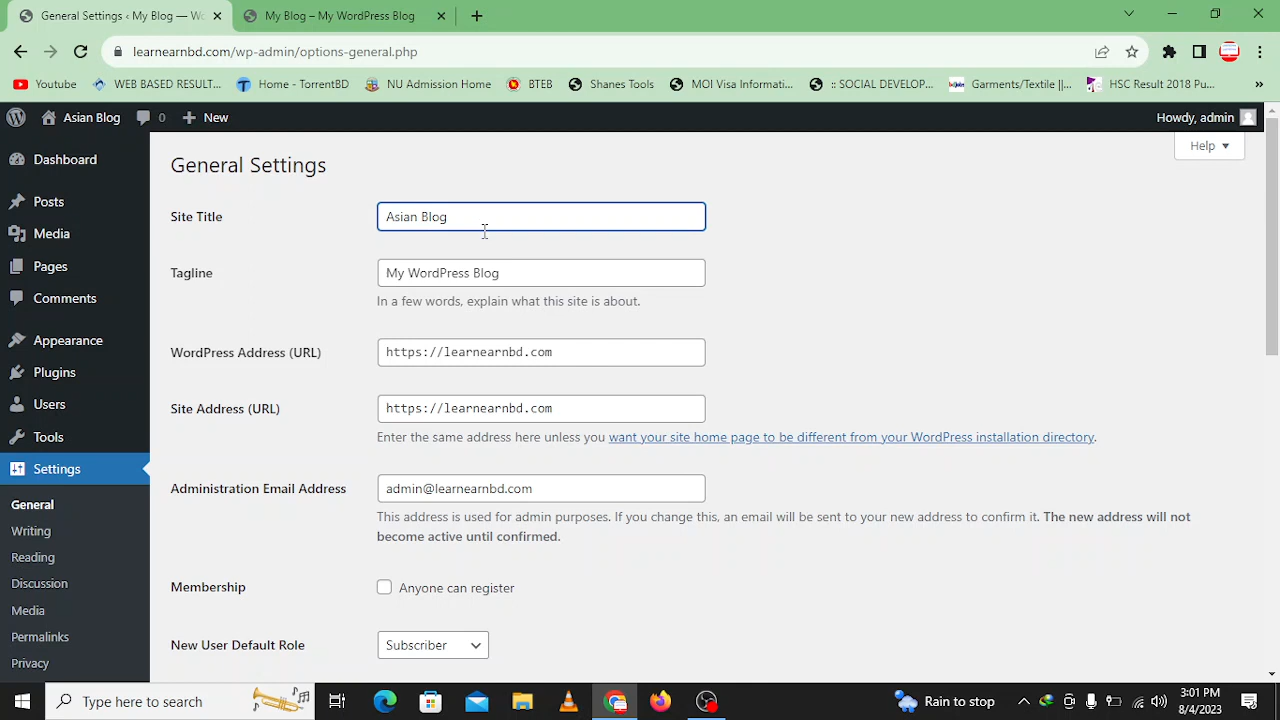 General Settings ‹ My Blog — Wo
My Blog – My WordPress Blog
learnearnbd.com/wp-admin/options-general.php
Youtube
WEB BASED RESULT...
Home - TorrentBD
NU Admission Home
BTEB
Shanes Tools
MOI Visa Informati...
:: SOCIAL DEVELOP...
Garments/Textile ||...
HSC Result 2018 Pu...
»
Asian Blog
0
New
Howdy, admin
Help
Dashboard
Posts
Media
Pages
Comments
Appearance
Plugins
Users
Tools
Settings
General
Writing
Reading
Discussion
Media
Permalinks
Privacy
General Settings
Site Title
Asian Blog
Tagline
My WordPress Blog
In a few words, explain what this site is about.
WordPress Address (URL)
https://learnearnbd.com
Site Address (URL)
https://learnearnbd.com
Enter the same address here unless you want your site home page to be different from your WordPress installation directory.
Administration Email Address
admin@learnearnbd.com
This address is used for admin purposes. If you change this, an email will be sent to your new address to confirm it. The new address will not
become active until confirmed.
Membership
Anyone can register
New User Default Role
Subscriber
Type here to search
Rain to stop
3:01 PM
8/4/2023